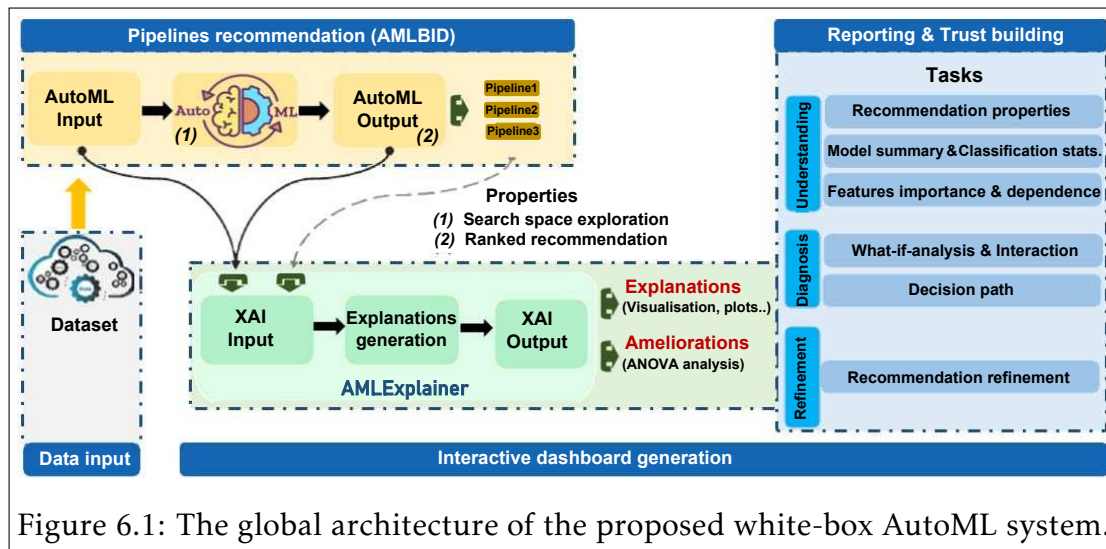 Pipelines recommendation (AMLBID)
AutoML
Input
Auto
ML
(1)
AutoML
Output
(2)
Pipeline1
Pipeline2
Pipeline3
Properties
(1) Search space exploration
(2) Ranked recommendation
Dataset
Data input
XAI
Input
Explanations
generation
XAI
Output
AMLExplainer
Explanations
(Visualisation, plots..)
Ameliorations
(ANOVA analysis)
Interactive dashboard generation
Reporting & Trust building
Tasks
Understanding
Recommendation properties
Model summary & Classification stats.
Features importance & dependence
Diagnosis
What-if-analysis & Interaction
Decision path
Refinement
Recommendation refinement
Figure 6.1: The global architecture of the proposed white-box AutoML system.